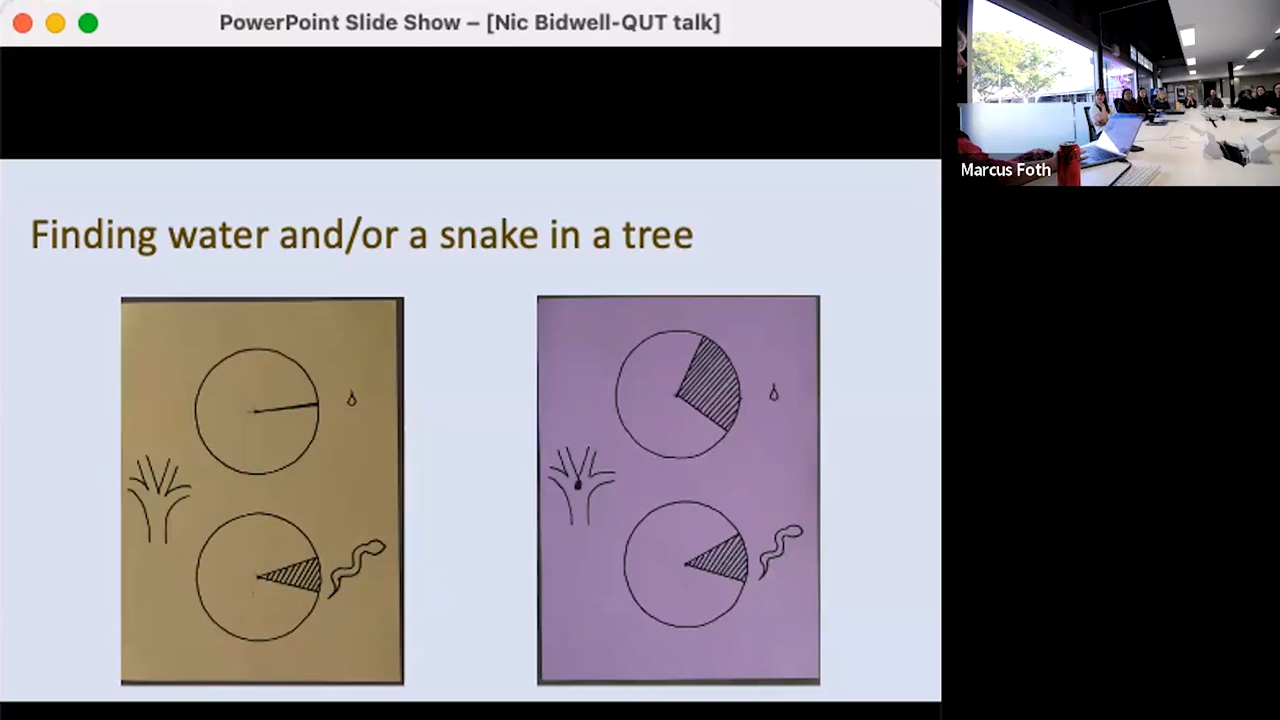 PowerPoint Slide Show – [Nic Bidwell-QUT talk]
Finding water and/or a snake in a tree
Marcus Foth